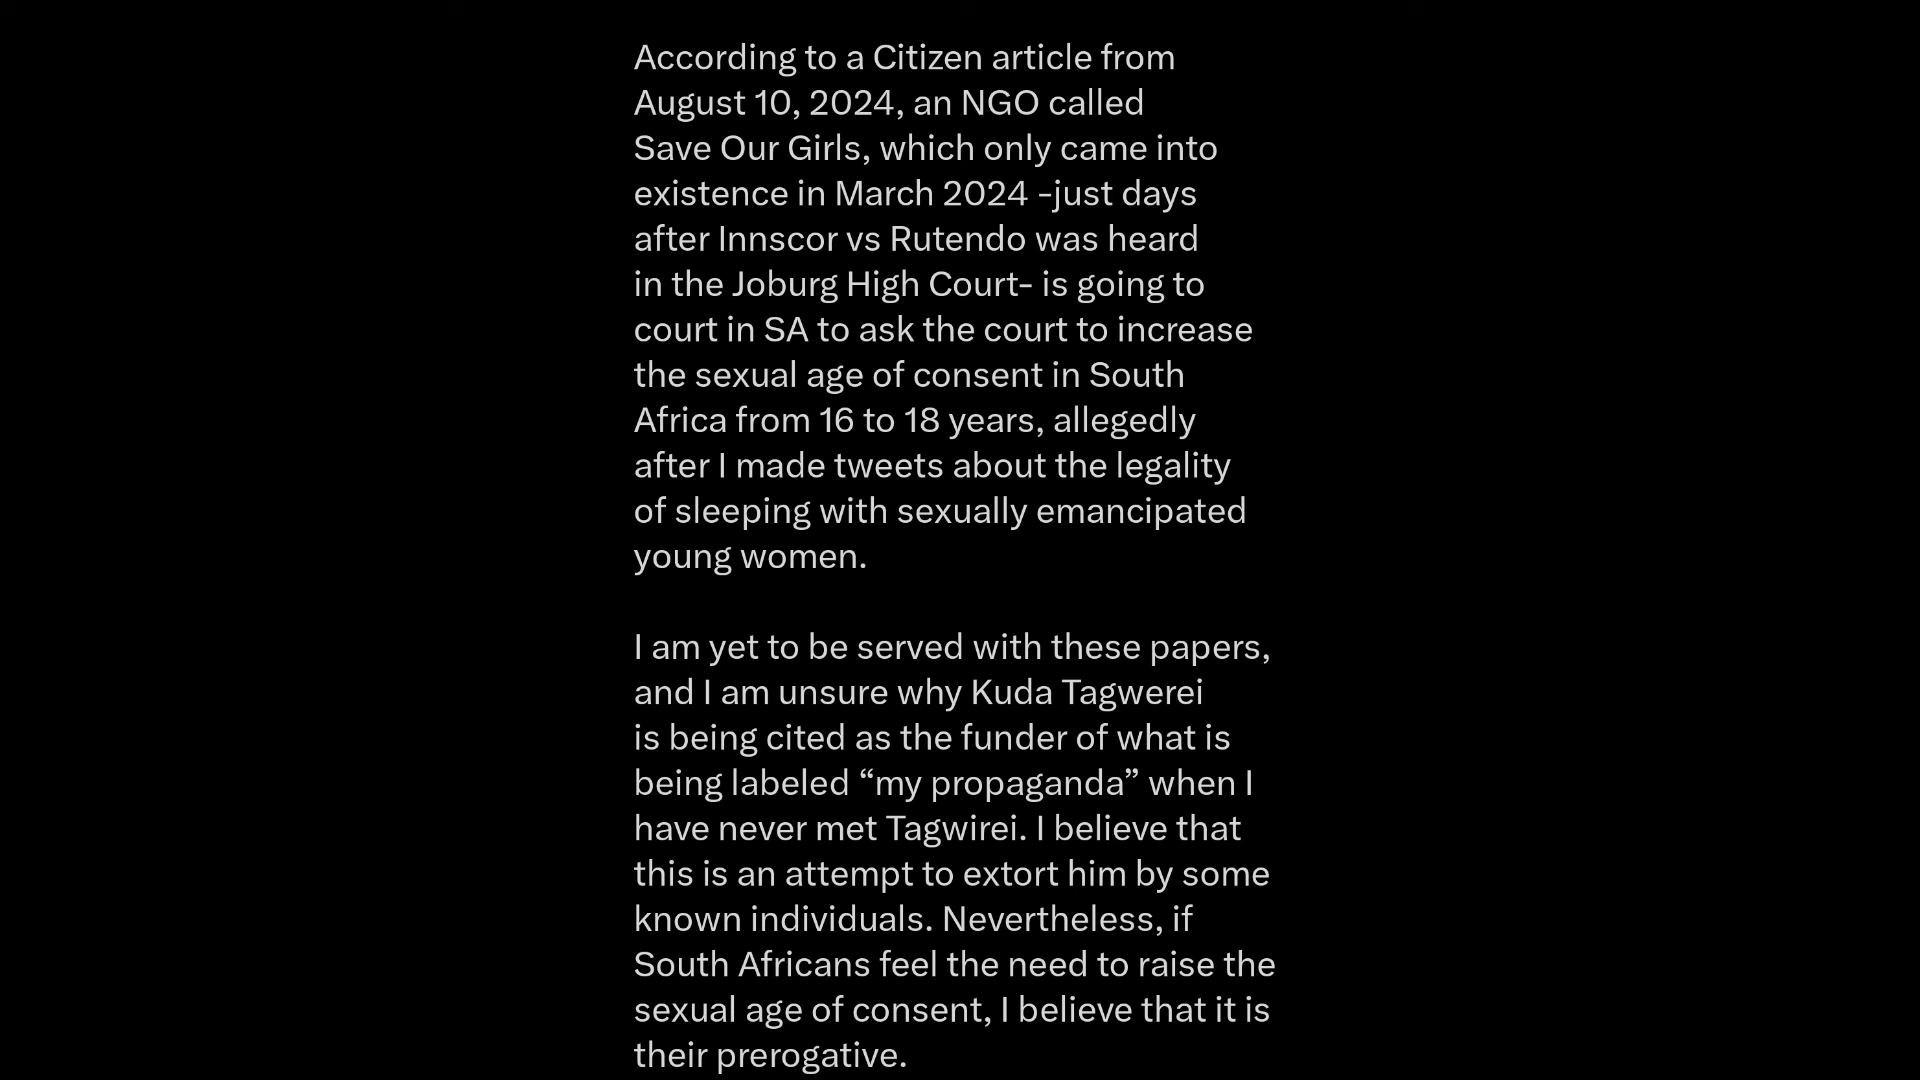 According to a Citizen article from
August 10, 2024, an NGO called
Save Our Girls, which only came into
existence in March 2024 -just days
after Innscor vs Rutendo was heard
in the Joburg High Court- is going to
court in SA to ask the court to increase
the sexual age of consent in South
Africa from 16 to 18 years, allegedly
after I made tweets about the legality
of sleeping with sexually emancipated
young women.

I am yet to be served with these papers,
and I am unsure why Kuda Tagwerei
is being cited as the funder of what is
being labeled “my propaganda” when I
have never met Tagwirei. I believe that
this is an attempt to extort him by some
known individuals. Nevertheless, if
South Africans feel the need to raise the
sexual age of consent, I believe that it is
their prerogative.